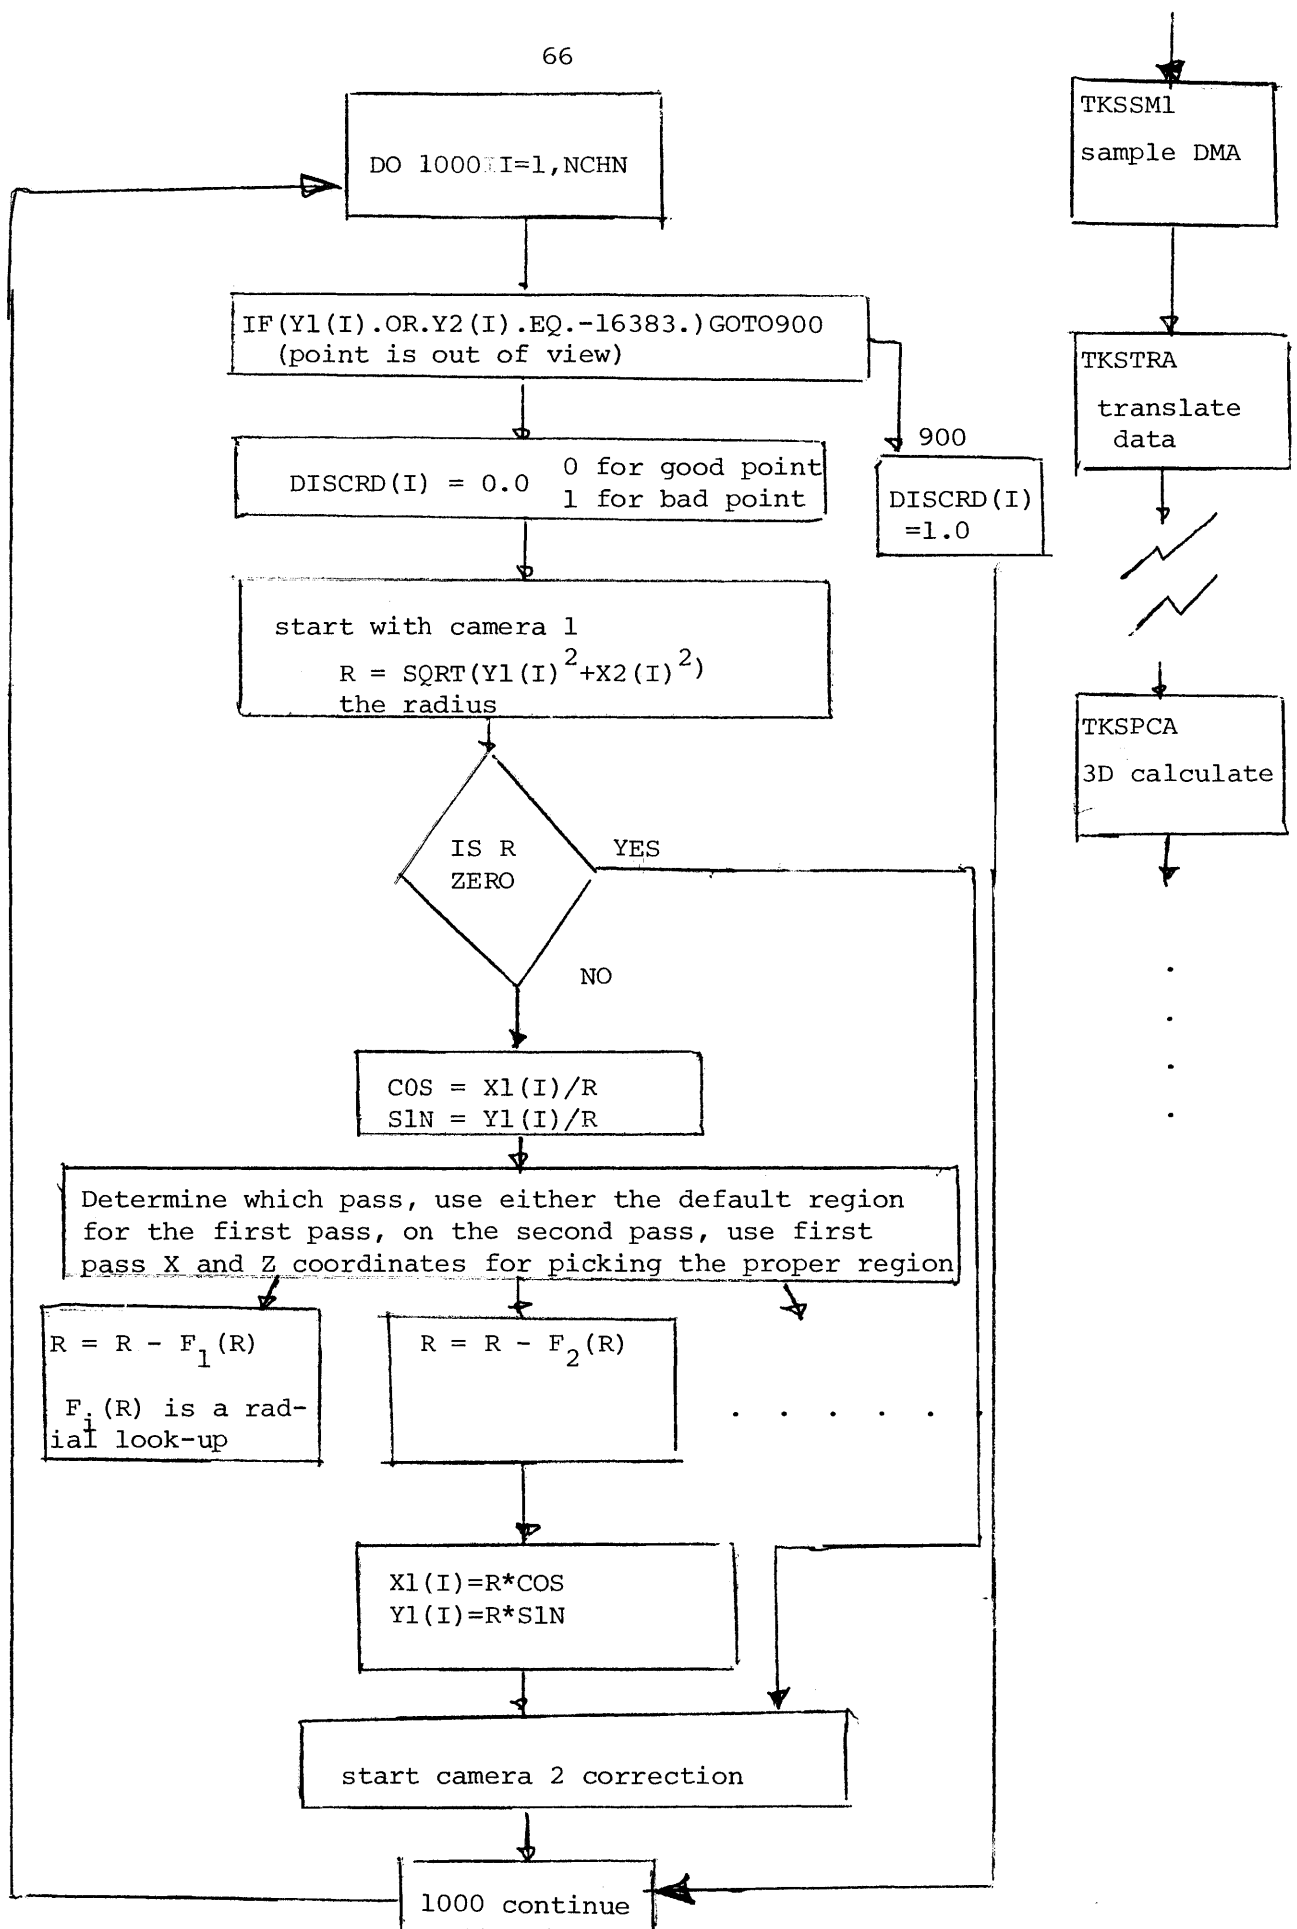 66
DO 1000 I=1,NCHN
IF(Y1(I).OR.Y2(I).EQ.-16383.)GOTO900
(point is out of view)
DISCRD(I) = 0.0
0 for good point
1 for bad point
900
DISCRD(I)
=1.0
start with camera 1
R = SQRT(Y1(I)2+X2(I)2)
the radius
IS R
ZERO
YES
NO
COS = X1(I)/R
S1N = Y1(I)/R
Determine which pass, use either the default region
for the first pass, on the second pass, use first
pass X and Z coordinates for picking the proper region
R = R - F1(R)
Fi(R) is a rad-
ial look-up
R = R - F2(R)
. . . . . .
X1(I)=R*COS
Y1(I)=R*S1N
start camera 2 correction
1000 continue
TKSSM1
sample DMA
TKSTRA
translate
data
TKSPCA
3D calculate
.
.
.
.